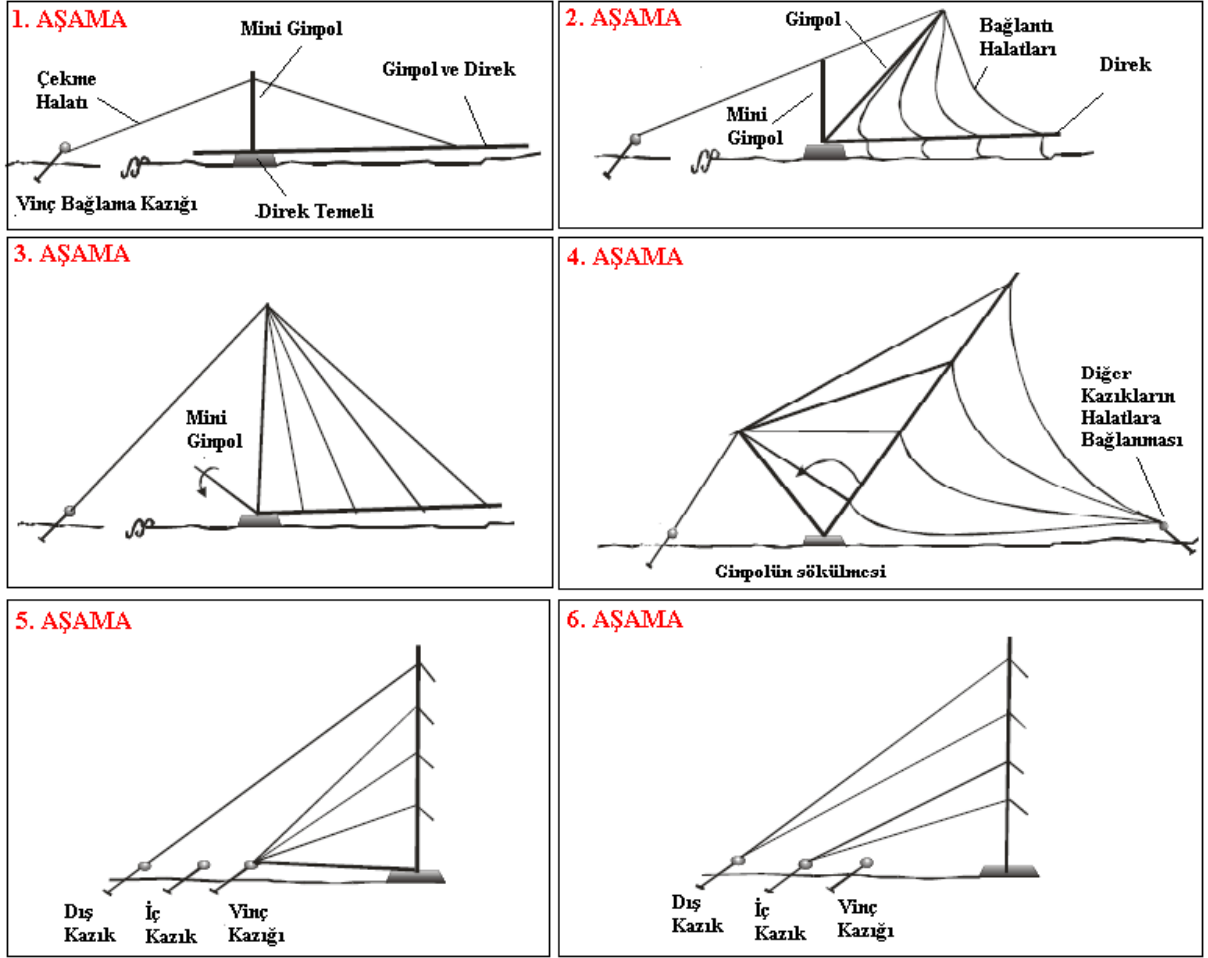 1. AŞAMA
Mini Ginpol
Çekme
Halatı
Ginpol ve Direk
Vinç Bağlama Kazığı
Direk Temeli
2. AŞAMA
Ginpol
Bağlantı
Halatları
Direk
Mini
Ginpol
3. AŞAMA
Mini
Ginpol
4. AŞAMA
Diğer
Kazıkların
Halatlara
Bağlanması
Ginpolün sökülmesi
5. AŞAMA
Dış
Kazık
İç
Kazık
Vinç
Kazığı
6. AŞAMA
Dış
Kazık
İç
Kazık
Vinç
Kazığı